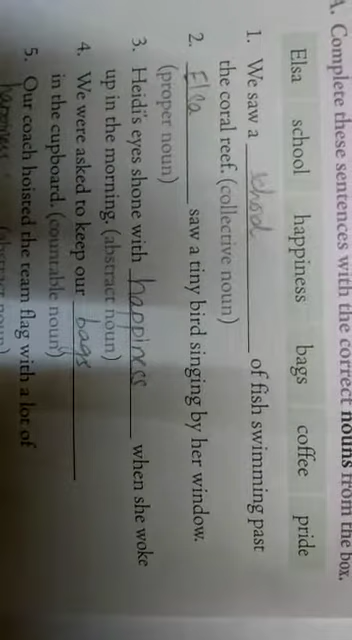 A. Complete these sentences with the correct nouns from the box.
Elsa school happiness bags coffee pride
1. We saw a school of fish swimming past
the coral reef. (collective noun)
2. Elsa saw a tiny bird singing by her window.
(proper noun)
3. Heidi's eyes shone with happiness when she woke
up in the morning. (abstract noun)
4. We were asked to keep our bags
in the cupboard. (countable noun)
5. Our coach hoisted the team flag with a lot of
(abstract noun)